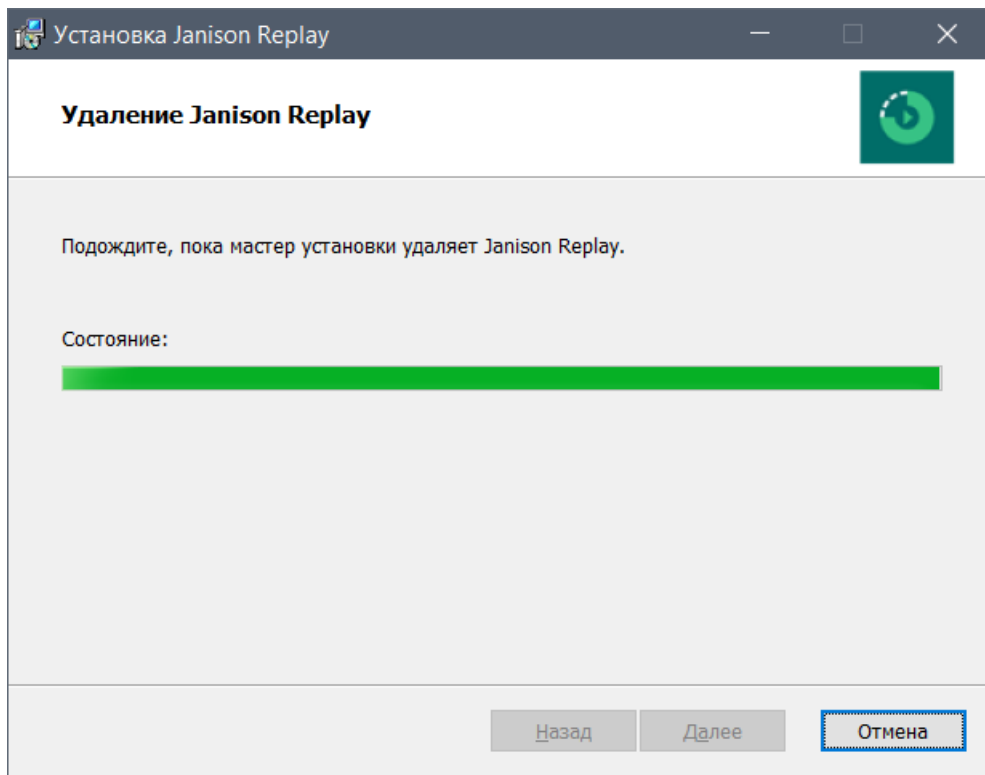 Установка Janison Replay
Удаление Janison Replay
Подождите, пока мастер установки удаляет Janison Replay.
Состояние:
Назад
Далее
Отмена